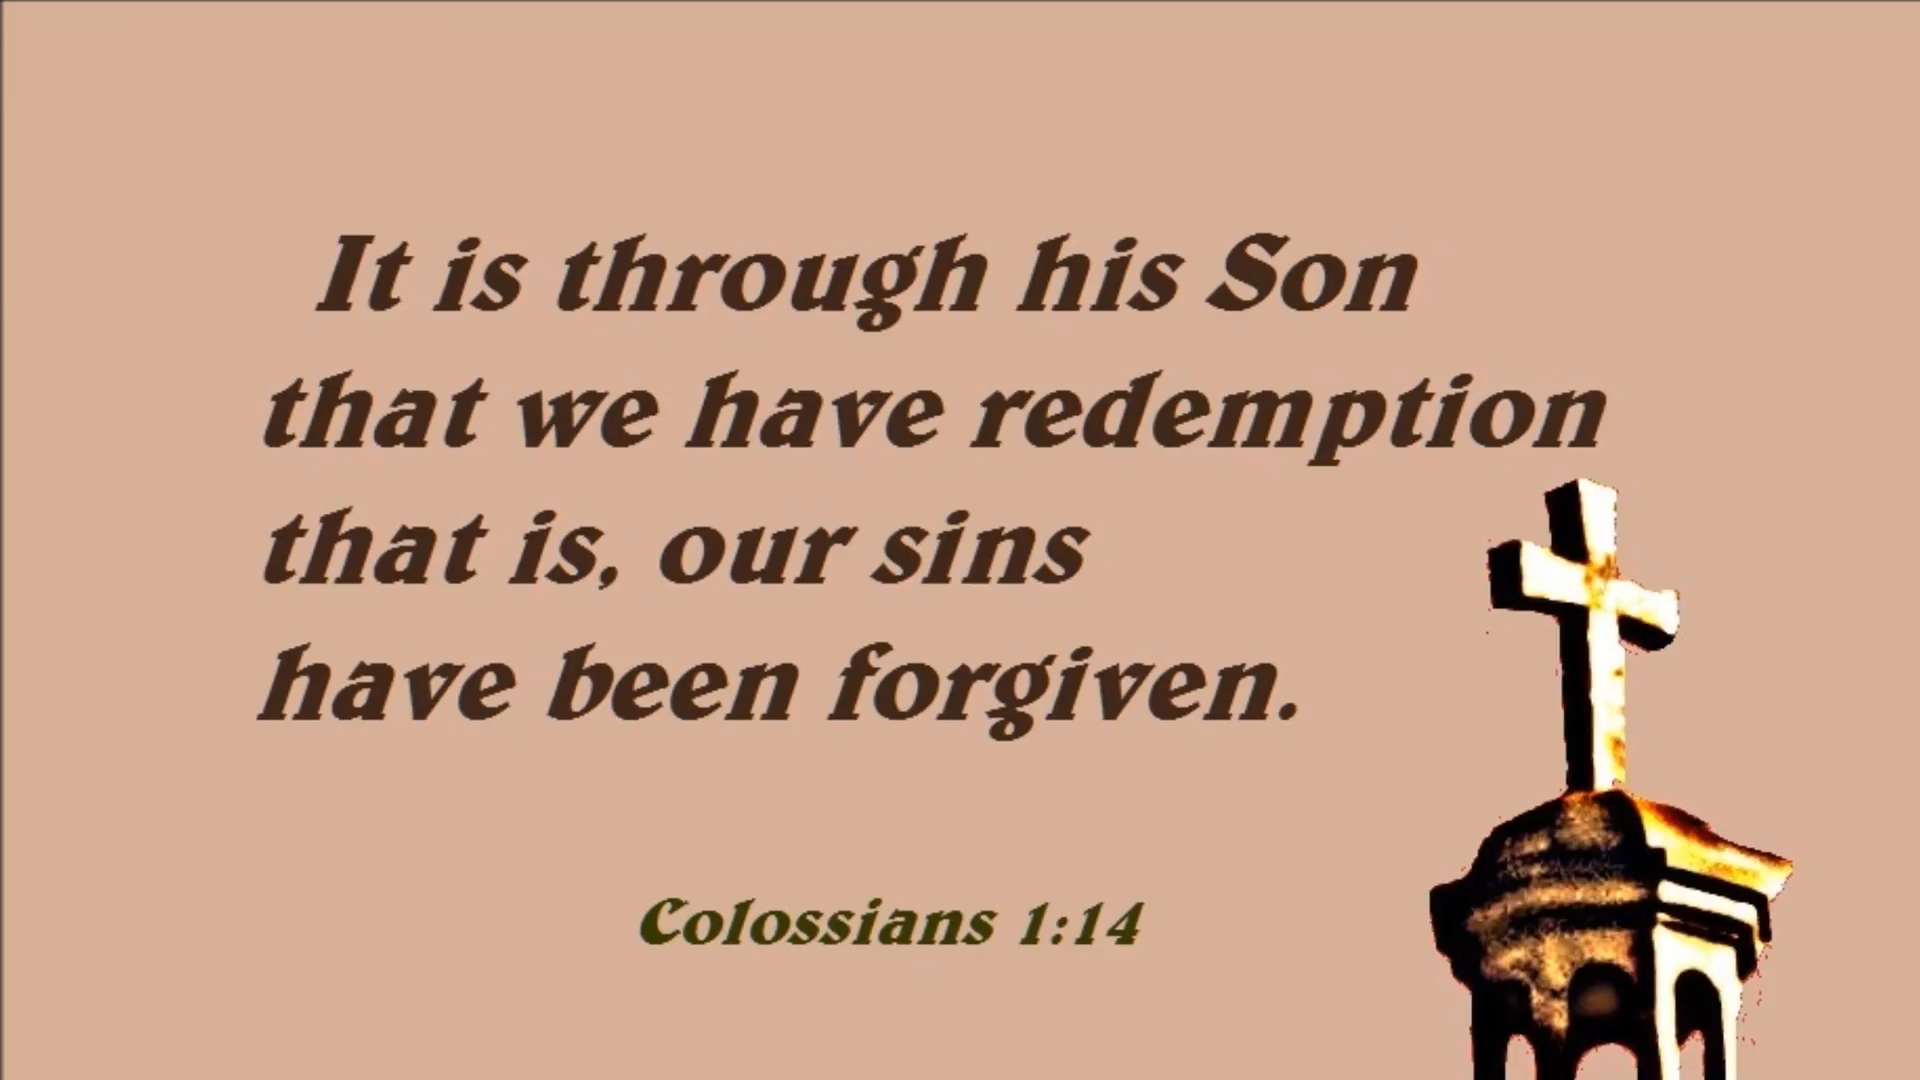 It is through his Son
that we have redemption
that is, our sins
have been forgiven.
Colossians 1:14